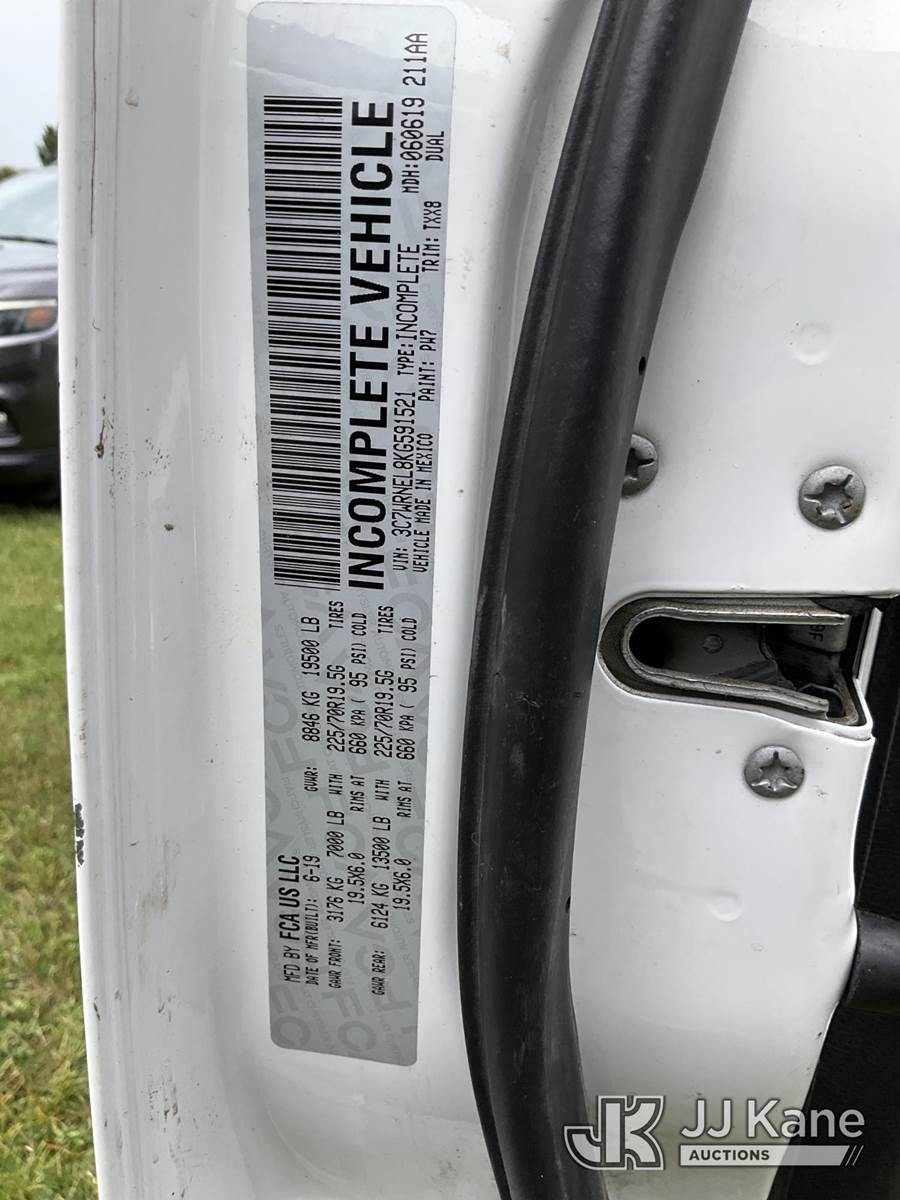 MFD BY FCA US LLC
DATE OF MFR(BUILT): 6-19
GVWR: 8846 KG 19500 LB
GAWR FRONT: 3176 KG 7000 LB WITH 225/70R19.5G TIRES
19.5X6.0 RIMS AT 660 KPA ( 95 PSI) COLD
GAWR REAR: 6124 KG 13500 LB WITH 225/70R19.5G TIRES
19.5X6.0 RIMS AT 660 KPA ( 95 PSI) COLD
INCOMPLETE VEHICLE
VIN: 3C7WRNEL8KG591521 TYPE: INCOMPLETE MDH: 060619 211AA
VEHICLE MADE IN MEXICO PAINT: PW7 TRIM: TXX8 DUAL
JK JJ Kane
AUCTIONS